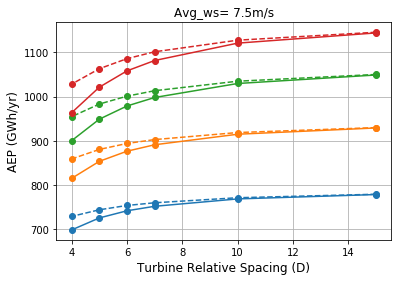 Avg_ws= 7.5m/s
AEP (GWh/yr)
1100
1000
900
800
700
4 6 8 10 12 14
Turbine Relative Spacing (D)